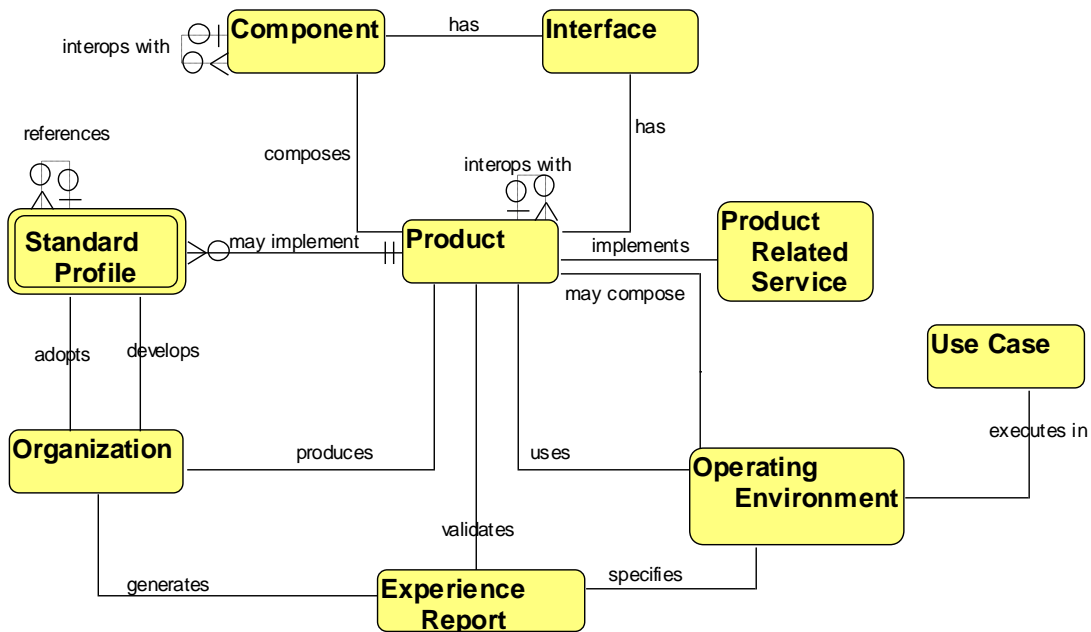 Component
has
Interface
interops with
references
composes
has
interops with
Standard
Profile
may implement
Product
implements
Product
Related
Service
may compose
adopts
develops
Use Case
executes in
Organization
produces
uses
Operating
Environment
validates
generates
Experience
Report
specifies